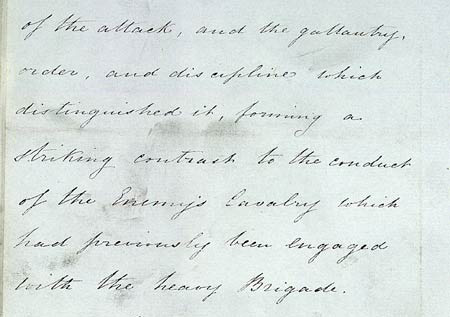 of the attack, and the gallantry,
order, and discipline which
distinguished it, forming a
striking contrast to the conduct
of the Enemy's Cavalry which
had previously been engaged
with the heavy Brigade.